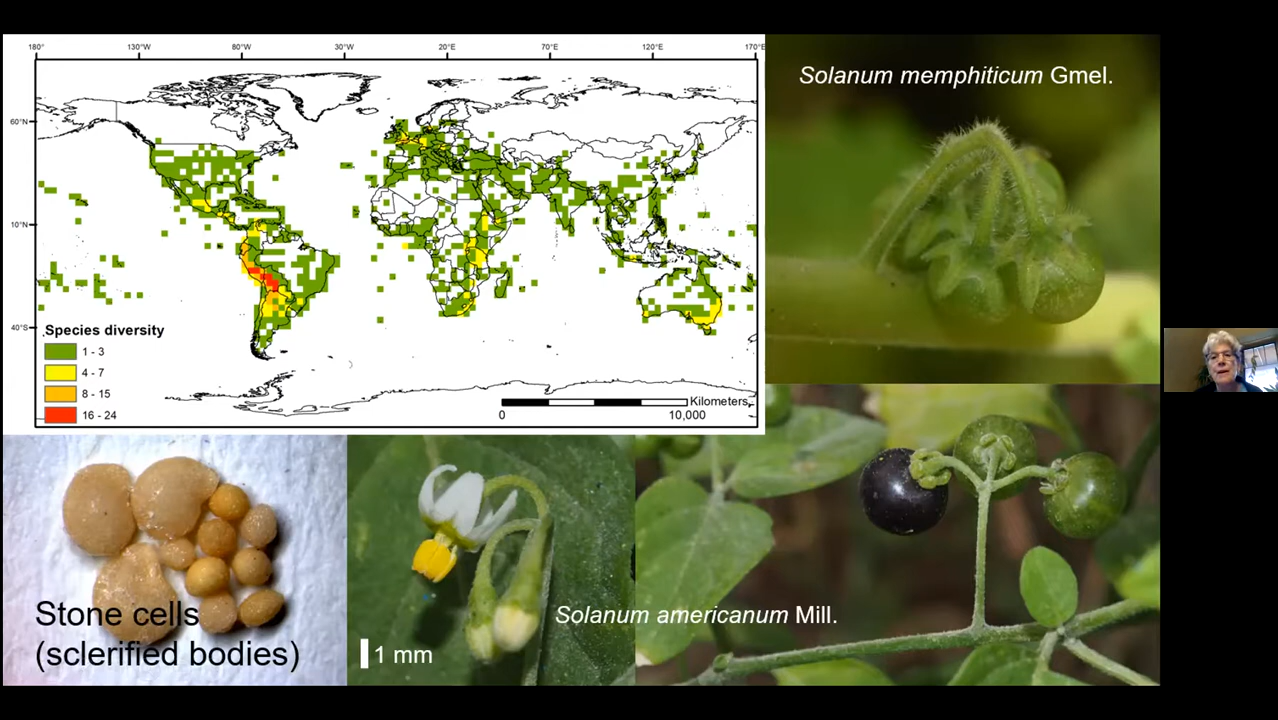 180°
130°W
80°W
30°W
20°E
70°E
120°E
170°E
60°N
10°N
40°S
Species diversity
1 - 3
4 - 7
8 - 15
16 - 24
Kilometers
0
10,000
Solanum memphiticum Gmel.
Stone cells
(sclerified bodies)
1 mm
Solanum americanum Mill.